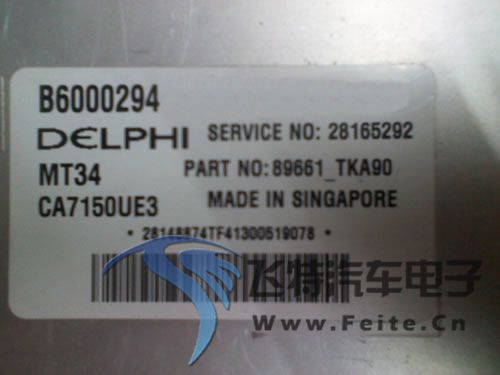 B6000294
DELPHI SERVICE NO: 28165292
MT34 PART NO: 89661_TKA90
CA7150UE3 MADE IN SINGAPORE
* 28148874TF41300519078 *
飞特汽车电子
Www.Feite.Cn